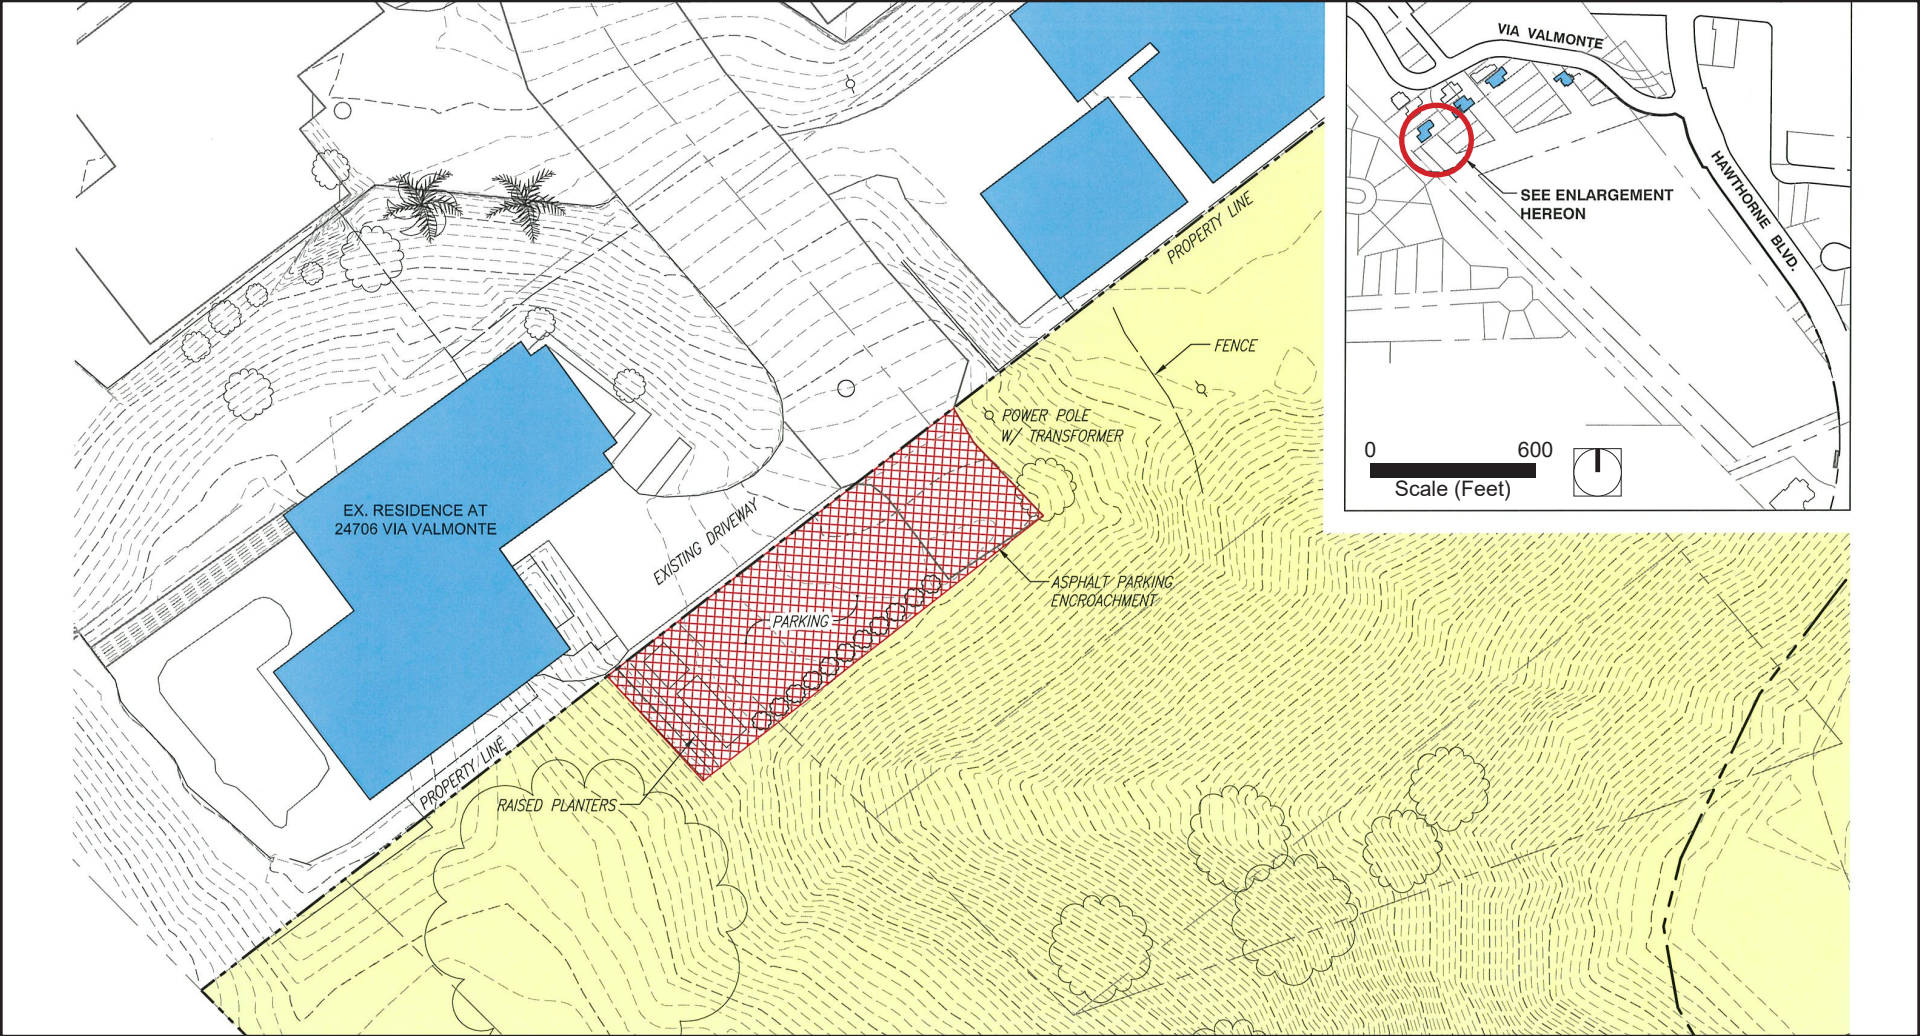 VIA VALMONTE
HAWTHORNE BLVD.
SEE ENLARGEMENT
HEREON
0 600
Scale (Feet)
PROPERTY LINE
FENCE
POWER POLE
W/ TRANSFORMER
EX. RESIDENCE AT
24706 VIA VALMONTE
EXISTING DRIVEWAY
ASPHALT PARKING
ENCROACHMENT
PARKING
PROPERTY LINE
RAISED PLANTERS